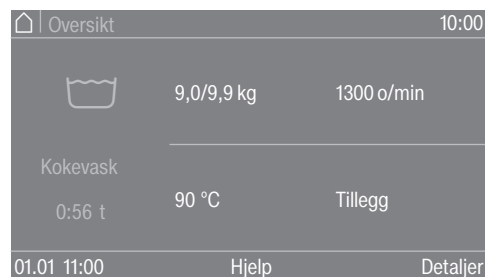 Oversikt 10:00
9,0/9,9 kg 1300 o/min
Kokevask
0:56 t
90 °C Tillegg
01.01 11:00 Hjelp Detaljer